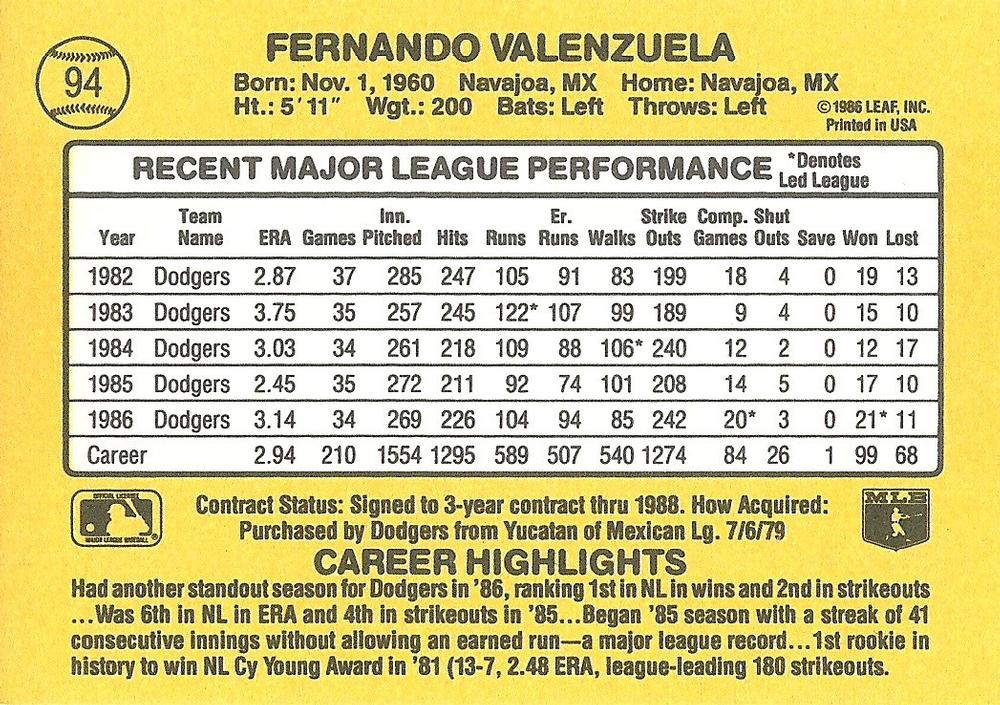 94
FERNANDO VALENZUELA
Born: Nov. 1, 1960 Navajoa, MX Home: Navajoa, MX
Ht.: 5′11″ Wgt.: 200 Bats: Left Throws: Left
©1986 LEAF, INC.
Printed in USA
RECENT MAJOR LEAGUE PERFORMANCE *Denotes
Led League
Year Team Name ERA Games Inn. Pitched Hits Runs Er. Runs Walks Strike Outs Comp. Games Shut Outs Save Won Lost
1982 Dodgers 2.87 37 285 247 105 91 83 199 18 4 0 19 13
1983 Dodgers 3.75 35 257 245 122* 107 99 189 9 4 0 15 10
1984 Dodgers 3.03 34 261 218 109 88 106* 240 12 2 0 12 17
1985 Dodgers 2.45 35 272 211 92 74 101 208 14 5 0 17 10
1986 Dodgers 3.14 34 269 226 104 94 85 242 20* 3 0 21* 11
Career 2.94 210 1554 1295 589 507 540 1274 84 26 1 99 68
OFFICIAL LICENSEE
MAJOR LEAGUE BASEBALL
®
Contract Status: Signed to 3-year contract thru 1988. How Acquired:
Purchased by Dodgers from Yucatan of Mexican Lg. 7/6/79
MLB
CAREER HIGHLIGHTS
Had another standout season for Dodgers in '86, ranking 1st in NL in wins and 2nd in strikeouts
...Was 6th in NL in ERA and 4th in strikeouts in '85...Began '85 season with a streak of 41
consecutive innings without allowing an earned run—a major league record...1st rookie in
history to win NL Cy Young Award in '81 (13-7, 2.48 ERA, league-leading 180 strikeouts.